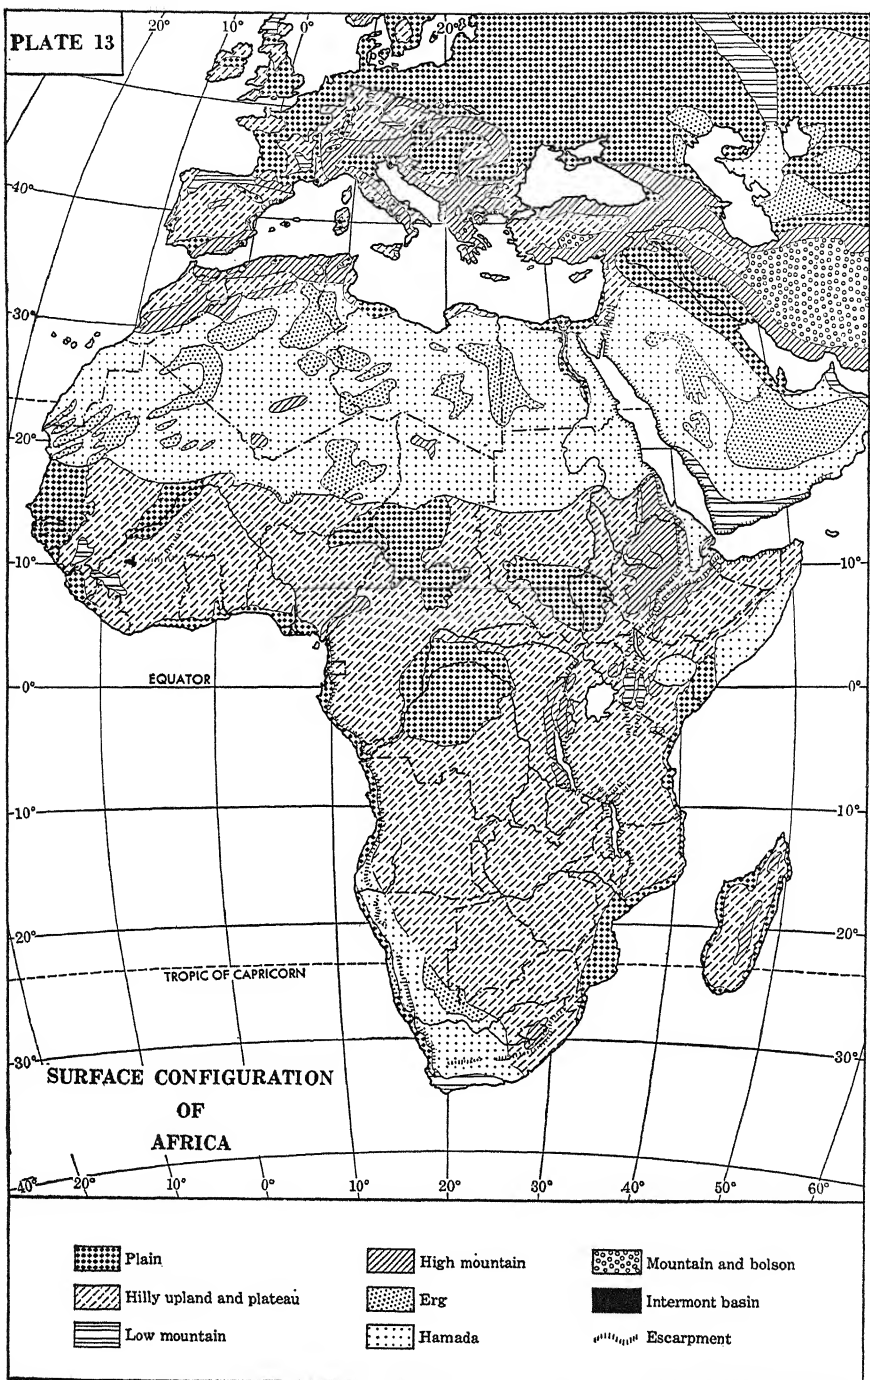 PLATE 13
20° 10° 0° 20°
40°
30°
20°
10° 10°
EQUATOR
0° 0°
10° 10°
20° 20°
TROPIC OF CAPRICORN
30° 30°
SURFACE CONFIGURATION
OF
AFRICA
40° 20° 10° 0° 10° 20° 30° 40° 50° 60°
Plain
High mountain
Mountain and bolson
Hilly upland and plateau
Erg
Intermont basin
Low mountain
Hamada
Escarpment